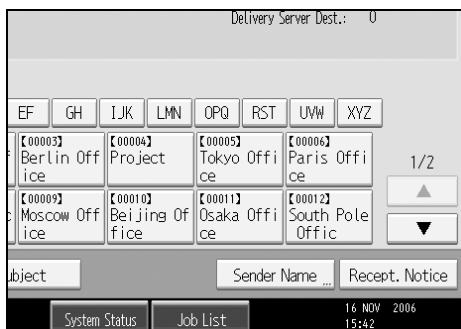 Delivery Server Dest.: 0
EF GH IJK LMN OPQ RST UVW XYZ
【00003】 【00004】 【00005】 【00006】
Berlin Off Project Tokyo Offi Paris Offi
ice ce ce
1/2
【00009】 【00010】 【00011】 【00012】
Moscow Off Beijing Of Osaka Offi South Pole
ice fice ce Offic
▲
▼
ubject Sender Name ... Recept. Notice
System Status Job List 16 NOV 2006
15:42